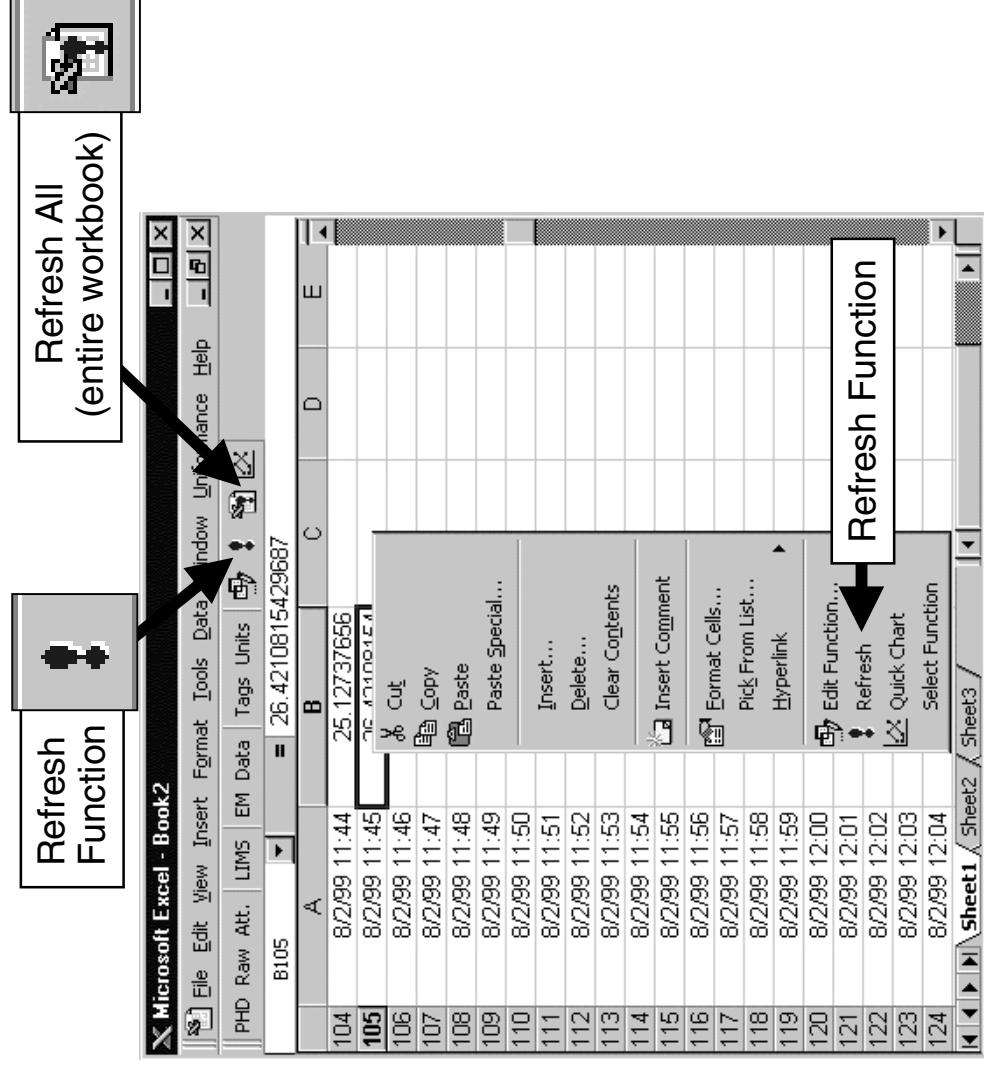 Refresh
Function
Refresh All
(entire workbook)
Microsoft Excel - Book2
File Edit View Insert Format Tools Data Window Uniformance Help
PHD Raw Att. LIMS EM Data Tags Units
B105 = 26.4210815429687
A B C D E
104 8/2/99 11:44 25.12737656
105 8/2/99 11:45 26.42108154
106 8/2/99 11:46
107 8/2/99 11:47
108 8/2/99 11:48
109 8/2/99 11:49
110 8/2/99 11:50
111 8/2/99 11:51
112 8/2/99 11:52
113 8/2/99 11:53
114 8/2/99 11:54
115 8/2/99 11:55
116 8/2/99 11:56
117 8/2/99 11:57
118 8/2/99 11:58
119 8/2/99 11:59
120 8/2/99 12:00
121 8/2/99 12:01
122 8/2/99 12:02
123 8/2/99 12:03
124 8/2/99 12:04
Cut
Copy
Paste
Paste Special...
Insert...
Delete...
Clear Contents
Insert Comment
Format Cells...
Pick From List...
Hyperlink
Edit Function...
Refresh
Quick Chart
Select Function
Refresh Function
Sheet1 Sheet2 Sheet3